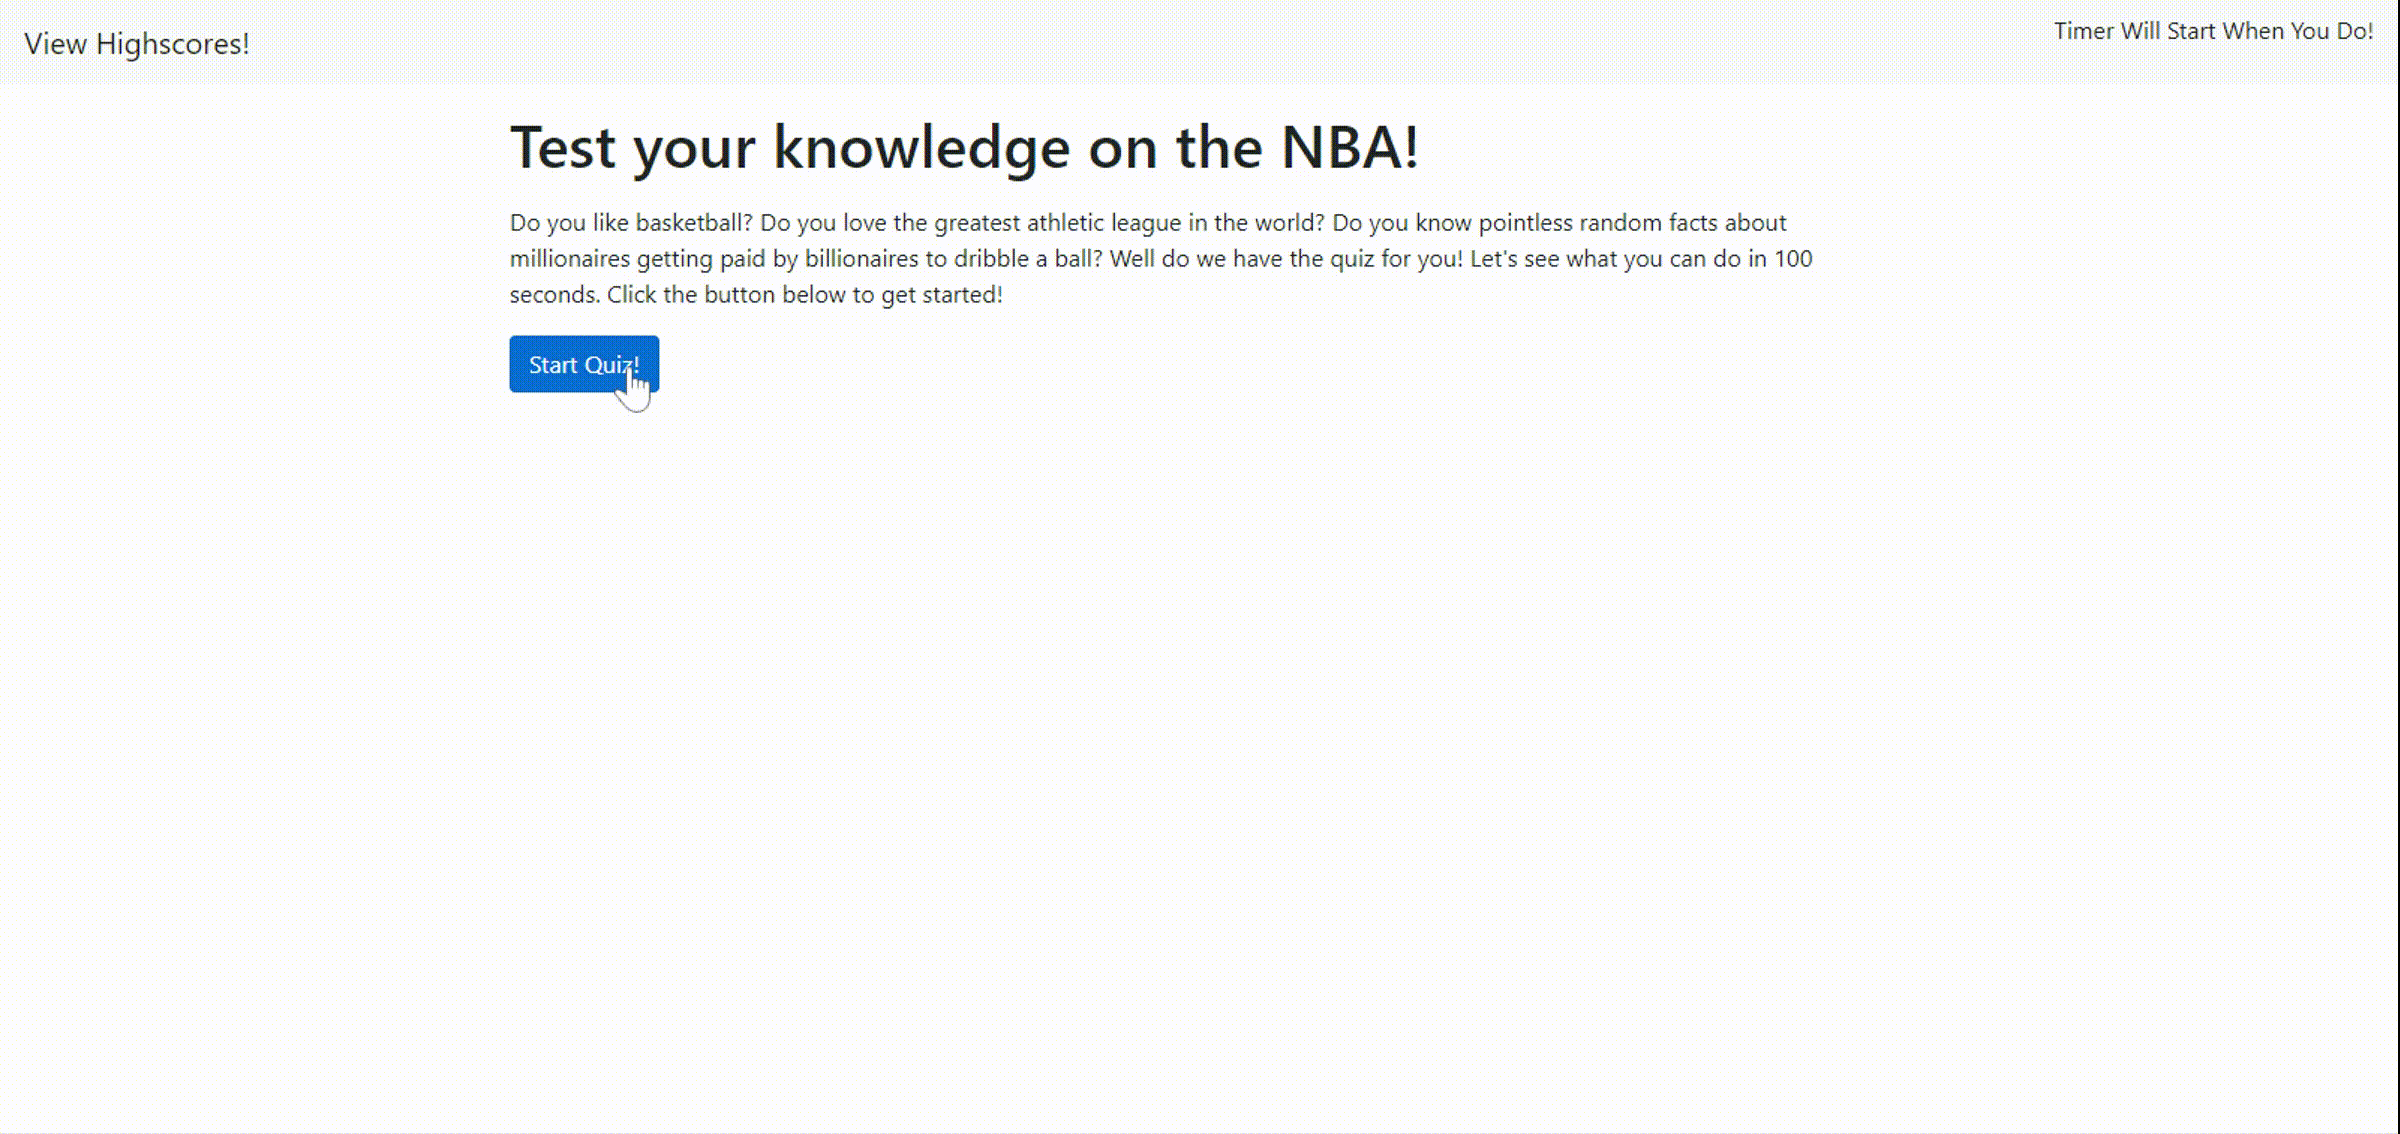 View Highscores!
Timer Will Start When You Do!
Test your knowledge on the NBA!
Do you like basketball? Do you love the greatest athletic league in the world? Do you know pointless random facts about
millionaires getting paid by billionaires to dribble a ball? Well do we have the quiz for you! Let's see what you can do in 100
seconds. Click the button below to get started!
Start Quiz!